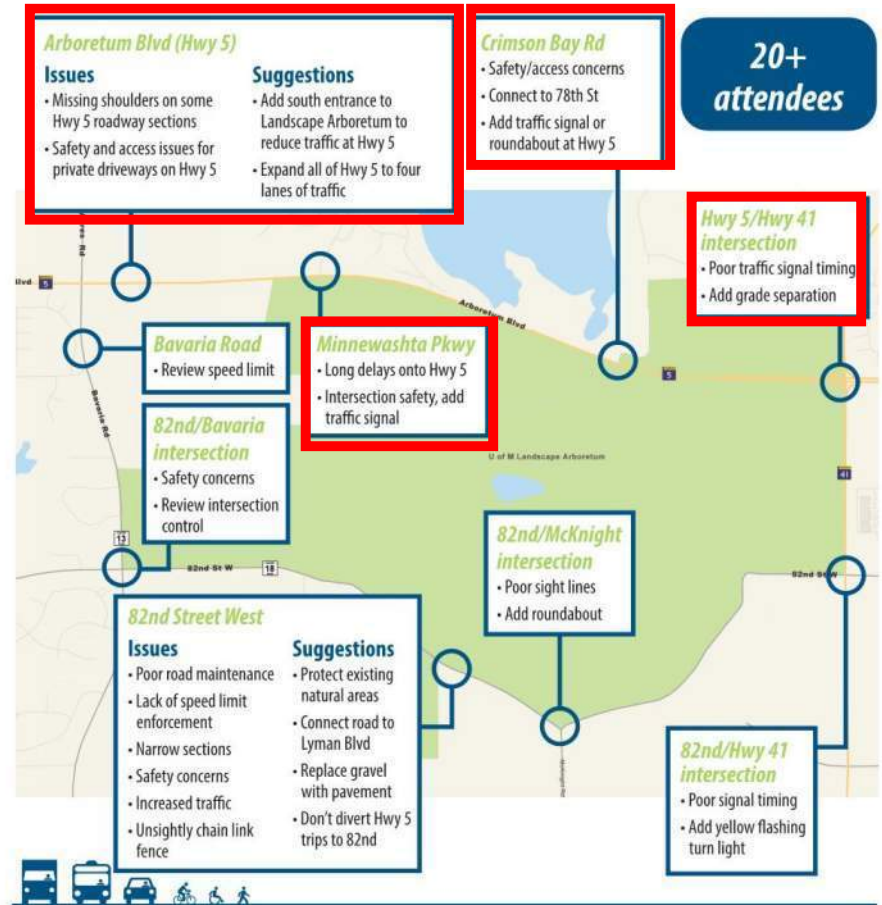 Arboretum Blvd (Hwy 5)
Issues
• Missing shoulders on some
Hwy 5 roadway sections
• Safety and access issues for
private driveways on Hwy 5
Suggestions
• Add south entrance to
Landscape Arboretum to
reduce traffic at Hwy 5
• Expand all of Hwy 5 to four
lanes of traffic
Crimson Bay Rd
• Safety/access concerns
• Connect to 78th St
• Add traffic signal or
roundabout at Hwy 5
20+
attendees
Hwy 5/Hwy 41
intersection
• Poor traffic signal timing
• Add grade separation
Rd
Blvd
5
Arboretum Blvd
5
Bavaria Road
• Review speed limit
Minnewashta Pkwy
• Long delays onto Hwy 5
• Intersection safety, add
traffic signal
Bavaria Rd
82nd/Bavaria
intersection
• Safety concerns
• Review intersection
control
U of M Landscape Arboretum
41
13
82nd St W
18
82nd/McKnight
intersection
• Poor sight lines
• Add roundabout
82nd St W
82nd Street West
Issues
• Poor road maintenance
• Lack of speed limit
enforcement
• Narrow sections
• Safety concerns
• Increased traffic
• Unsightly chain link
fence
Suggestions
• Protect existing
natural areas
• Connect road to
Lyman Blvd
• Replace gravel
with pavement
• Don't divert Hwy 5
trips to 82nd
McKnight Rd
82nd/Hwy 41
intersection
• Poor signal timing
• Add yellow flashing
turn light